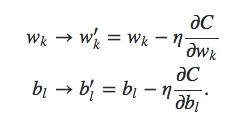 w_k → w'_k = w_k − η ∂C/∂w_k
b_l → b'_l = b_l − η ∂C/∂b_l.